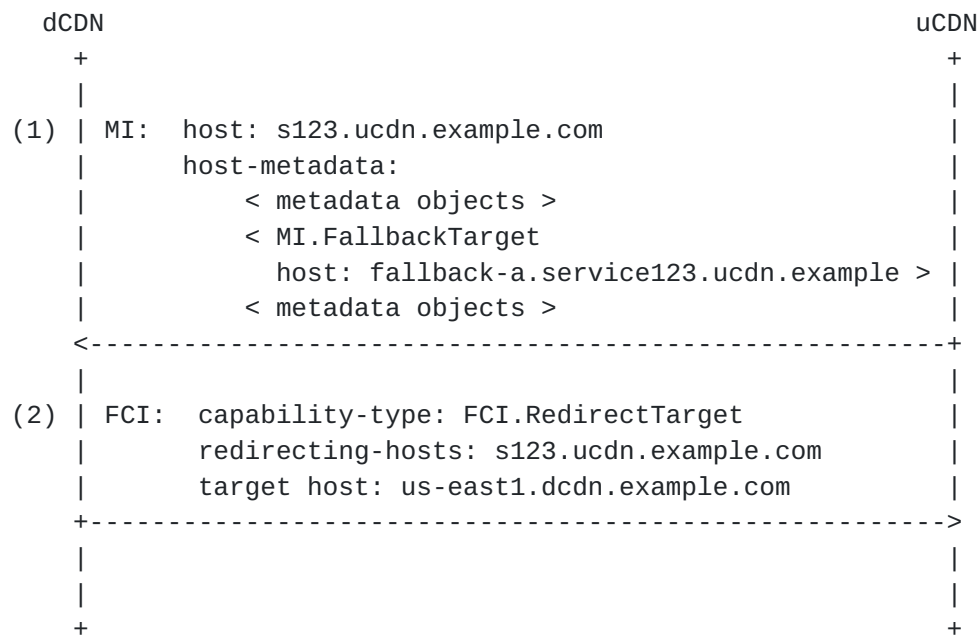 dCDN uCDN
+ +
| |
(1) | MI:  host: s123.ucdn.example.com |
| host-metadata: |
| < metadata objects > |
| < MI.FallbackTarget |
| host: fallback-a.service123.ucdn.example > |
| < metadata objects > |
<-------------------------------------------------------+
| |
(2) | FCI:  capability-type: FCI.RedirectTarget |
| redirecting-hosts: s123.ucdn.example.com |
| target host: us-east1.dcdn.example.com |
+------------------------------------------------------->
| |
| |
+ +